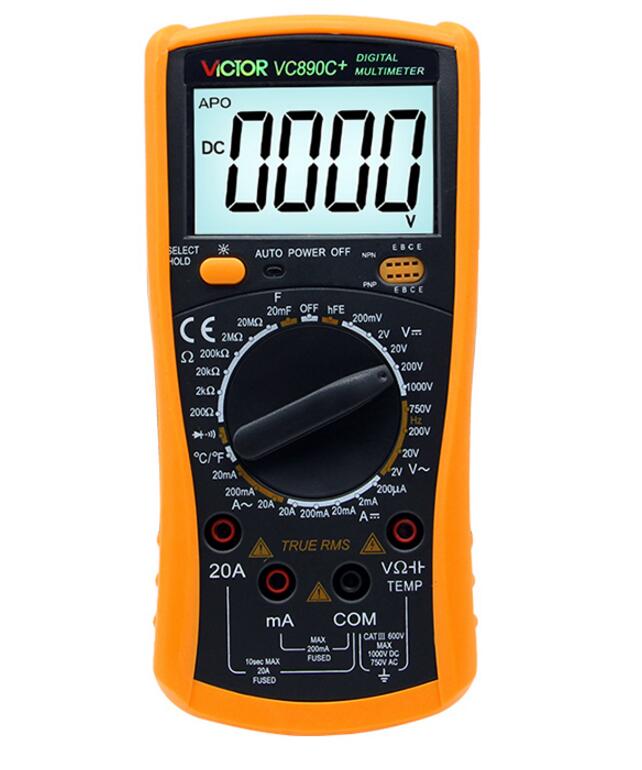 VICTOR VC890C+ DIGITAL MULTIMETER
APO
DC 0000
V
SELECT
HOLD
AUTO POWER OFF
NPN
E B C E
PNP
E B C E
F
20mF
OFF
hFE
200mV
2V
V⎓
20V
200V
1000V
750V
Hz
200V
20V
2V V~
200μA
2mA
A⎓
20mA
200mA
20A
20A
A~
200mA
20mA
°C/°F
200Ω
2kΩ
20kΩ
Ω
200kΩ
2MΩ
20MΩ
CE
TRUE RMS
20A
VΩ⊣⊢
TEMP
mA
COM
MAX
200mA
FUSED
10sec MAX
20A
FUSED
CAT III 600V
MAX
1000V DC
750V AC